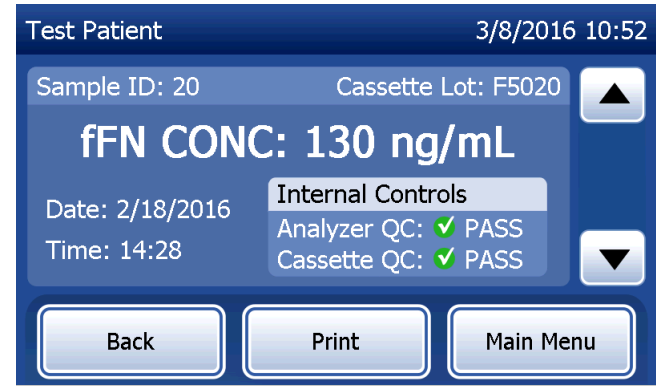 Test Patient 3/8/2016 10:52
Sample ID: 20 Cassette Lot: F5020
fFN CONC: 130 ng/mL
Date: 2/18/2016
Time: 14:28
Internal Controls
Analyzer QC: PASS
Cassette QC: PASS
Back Print Main Menu